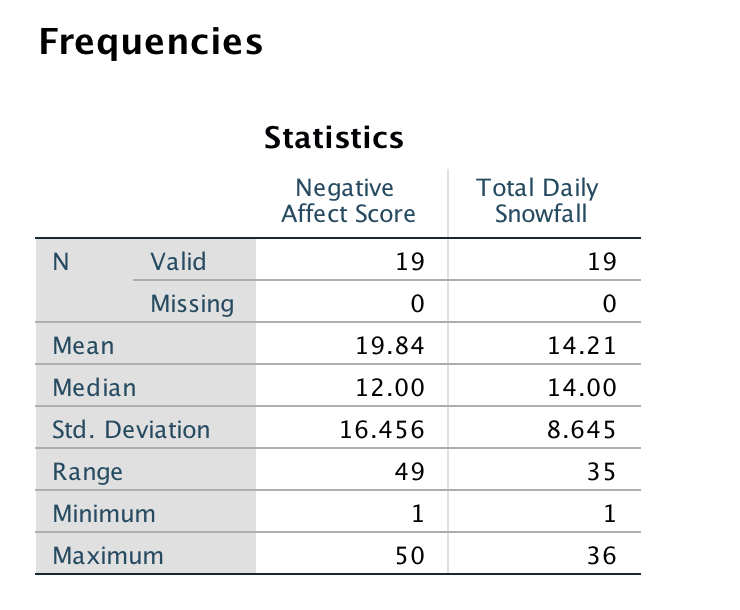 Frequencies
Statistics
Negative Affect Score Total Daily Snowfall
N Valid 19 19
Missing 0 0
Mean 19.84 14.21
Median 12.00 14.00
Std. Deviation 16.456 8.645
Range 49 35
Minimum 1 1
Maximum 50 36